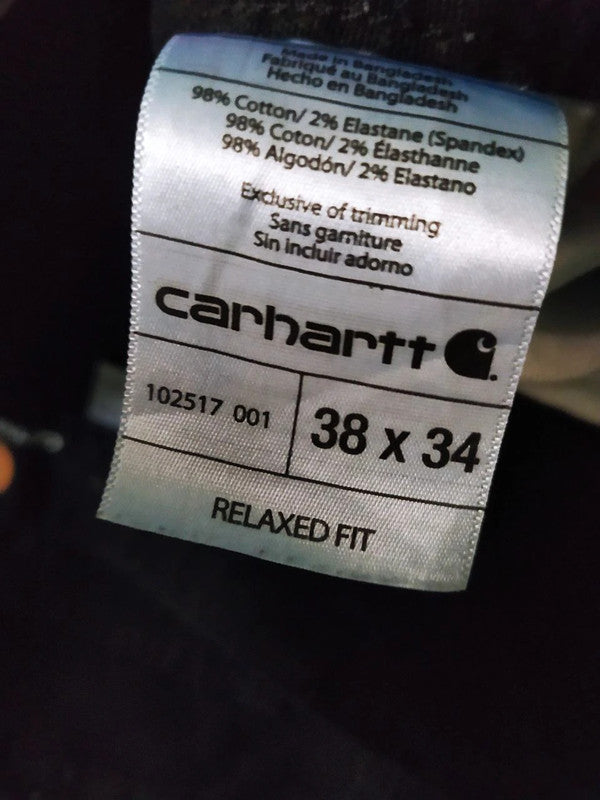 Made in Bangladesh
Fabriqué au Bangladesh
Hecho en Bangladesh
98% Cotton/ 2% Elastane (Spandex)
98% Coton/ 2% Élasthanne
98% Algodón/ 2% Elastano
Exclusive of trimming
Sans garniture
Sin incluir adorno
carhartt
102517 001
38 x 34
RELAXED FIT